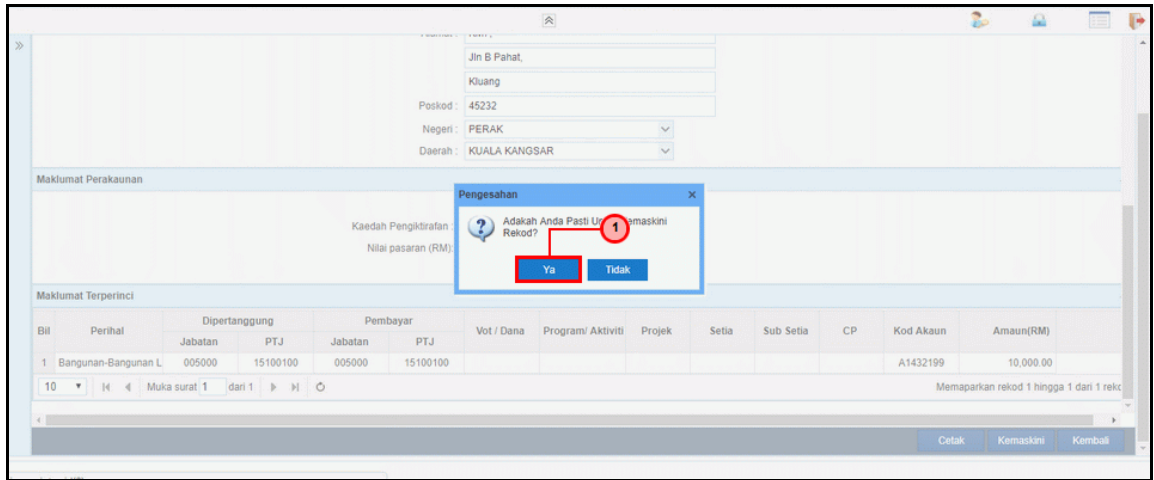 Jln B Pahat,
Kluang
Poskod : 45232
Negeri : PERAK
Daerah : KUALA KANGSAR
Maklumat Perakaunan
Pengesahan
Adakah Anda Pasti emaskini
Rekod?
1
Ya Tidak
Kaedah Pengiktirafan :
Nilai pasaran (RM):
Maklumat Terperinci
Bil Perihal Dipertanggung Pembayar Vot / Dana Program/ Aktiviti Projek Setia Sub Setia CP Kod Akaun Amaun(RM)
Jabatan PTJ Jabatan PTJ
1 Bangunan-Bangunan L 005000 15100100 005000 15100100 A1432199 10,000.00
10 Muka surat 1 dari 1 Memaparkan rekod 1 hingga 1 dari 1 reko
Cetak Kemaskini Kembali